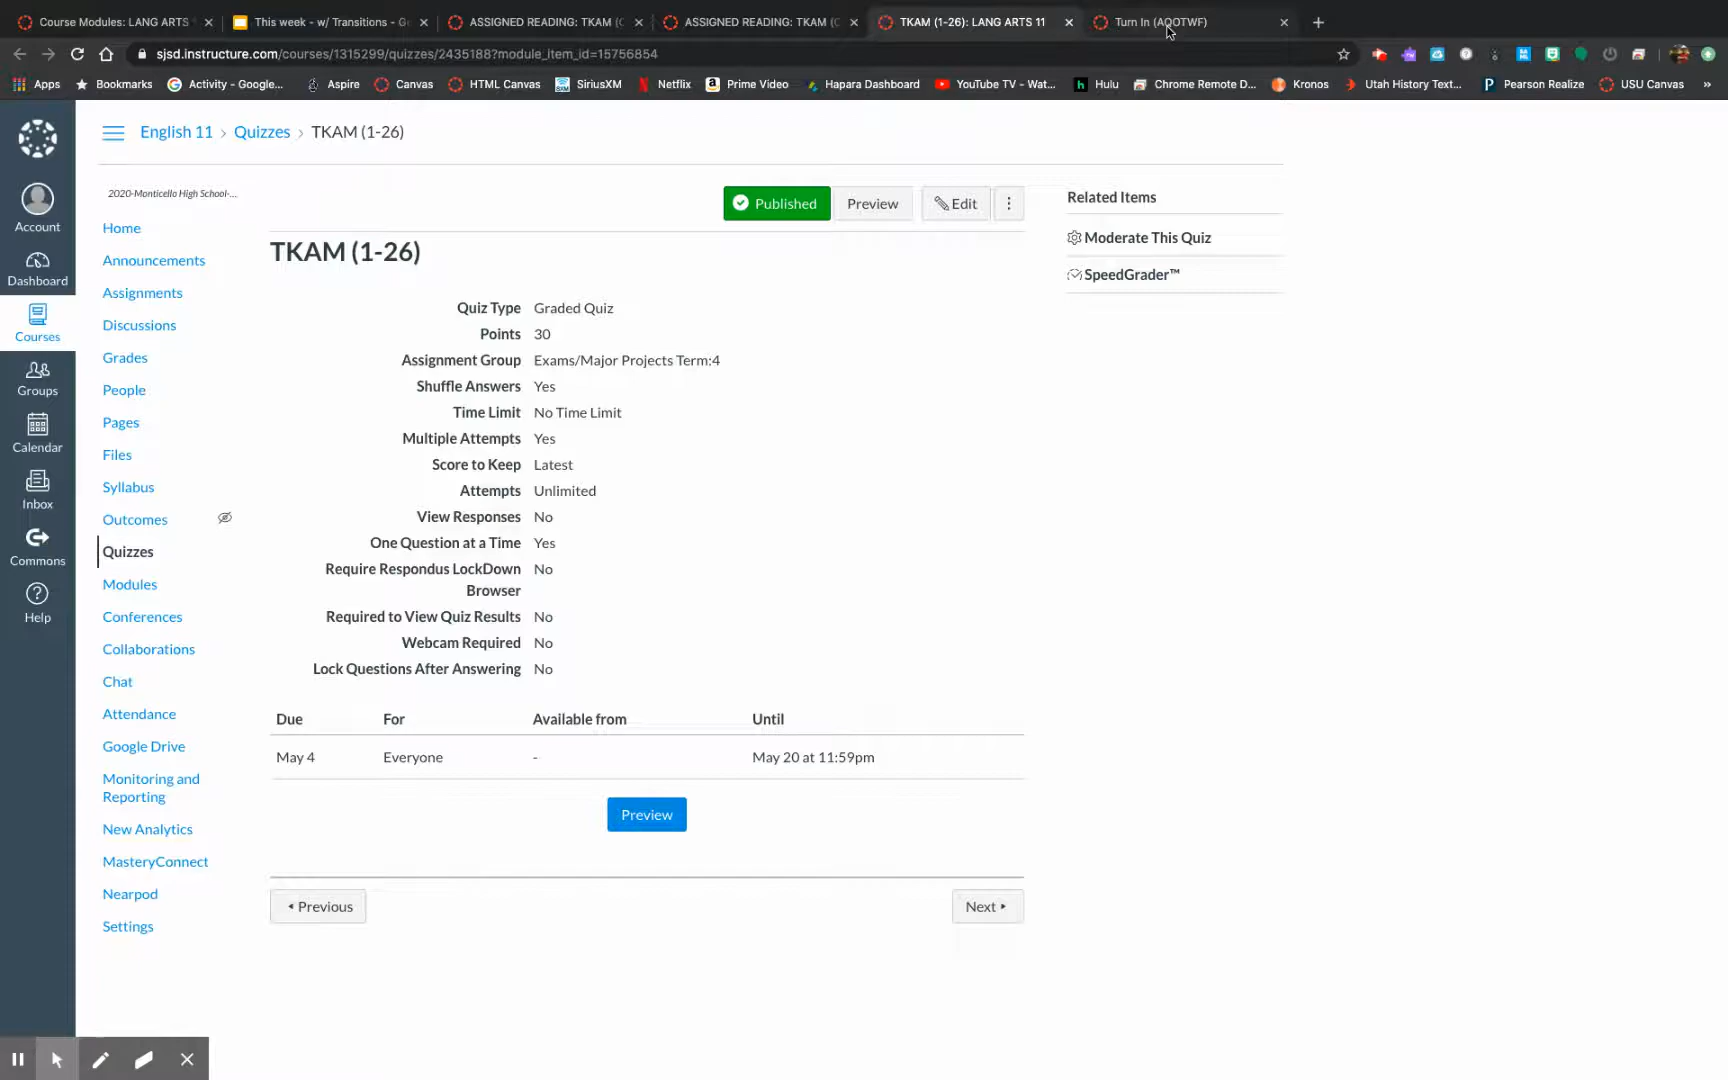 Course Modules: LANG ARTS
This week - w/ Transitions - G
ASSIGNED READING: TKAM (
ASSIGNED READING: TKAM (
TKAM (1-26): LANG ARTS 11
Turn In (AQOTWF)
sjsd.instructure.com/courses/1315299/quizzes/2435188?module_item_id=15756854
Apps
Bookmarks
Activity - Google...
Aspire
Canvas
HTML Canvas
SiriusXM
Netflix
Prime Video
Hapara Dashboard
YouTube TV - Wat...
Hulu
Chrome Remote D...
Kronos
Utah History Text...
Pearson Realize
USU Canvas
»
English 11 › Quizzes › TKAM (1-26)
Account
Dashboard
Courses
Groups
Calendar
Inbox
Commons
Help
2020-Monticello High School-...
Home
Announcements
Assignments
Discussions
Grades
People
Pages
Files
Syllabus
Outcomes
Quizzes
Modules
Conferences
Collaborations
Chat
Attendance
Google Drive
Monitoring and
Reporting
New Analytics
MasteryConnect
Nearpod
Settings
Published
Preview
Edit
TKAM (1-26)
Quiz Type Graded Quiz
Points 30
Assignment Group Exams/Major Projects Term:4
Shuffle Answers Yes
Time Limit No Time Limit
Multiple Attempts Yes
Score to Keep Latest
Attempts Unlimited
View Responses No
One Question at a Time Yes
Require Respondus LockDown No
Browser
Required to View Quiz Results No
Webcam Required No
Lock Questions After Answering No
Due For Available from Until
May 4 Everyone - May 20 at 11:59pm
Preview
Previous
Next
Related Items
Moderate This Quiz
SpeedGrader™